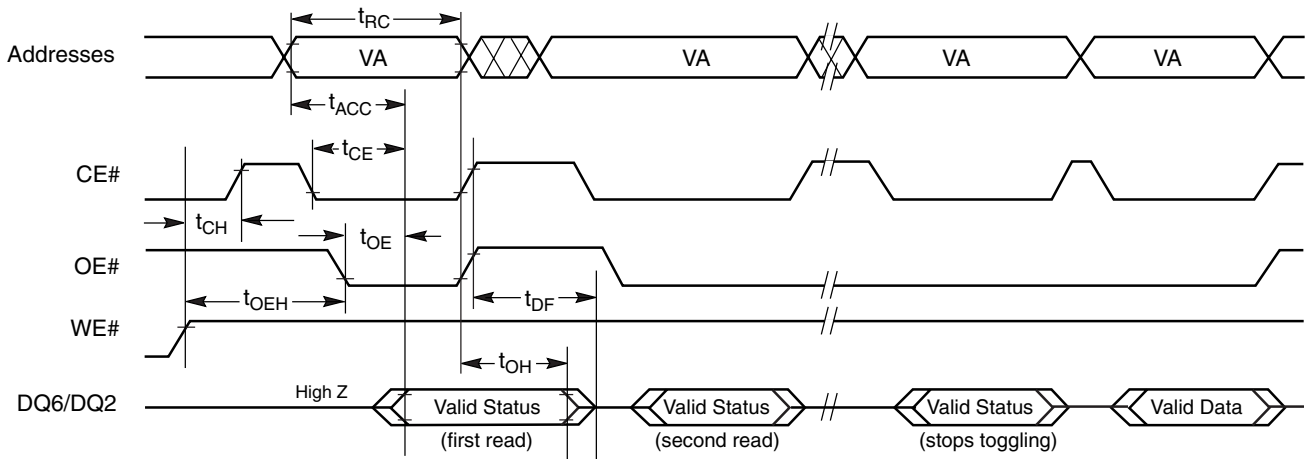 tRC
Addresses VA VA VA VA
tACC
tCE
CE#
tCH
tOE
OE#
tOEH tDF
WE#
tOH
High Z
DQ6/DQ2 Valid Status Valid Status Valid Status Valid Data
(first read) (second read) (stops toggling)